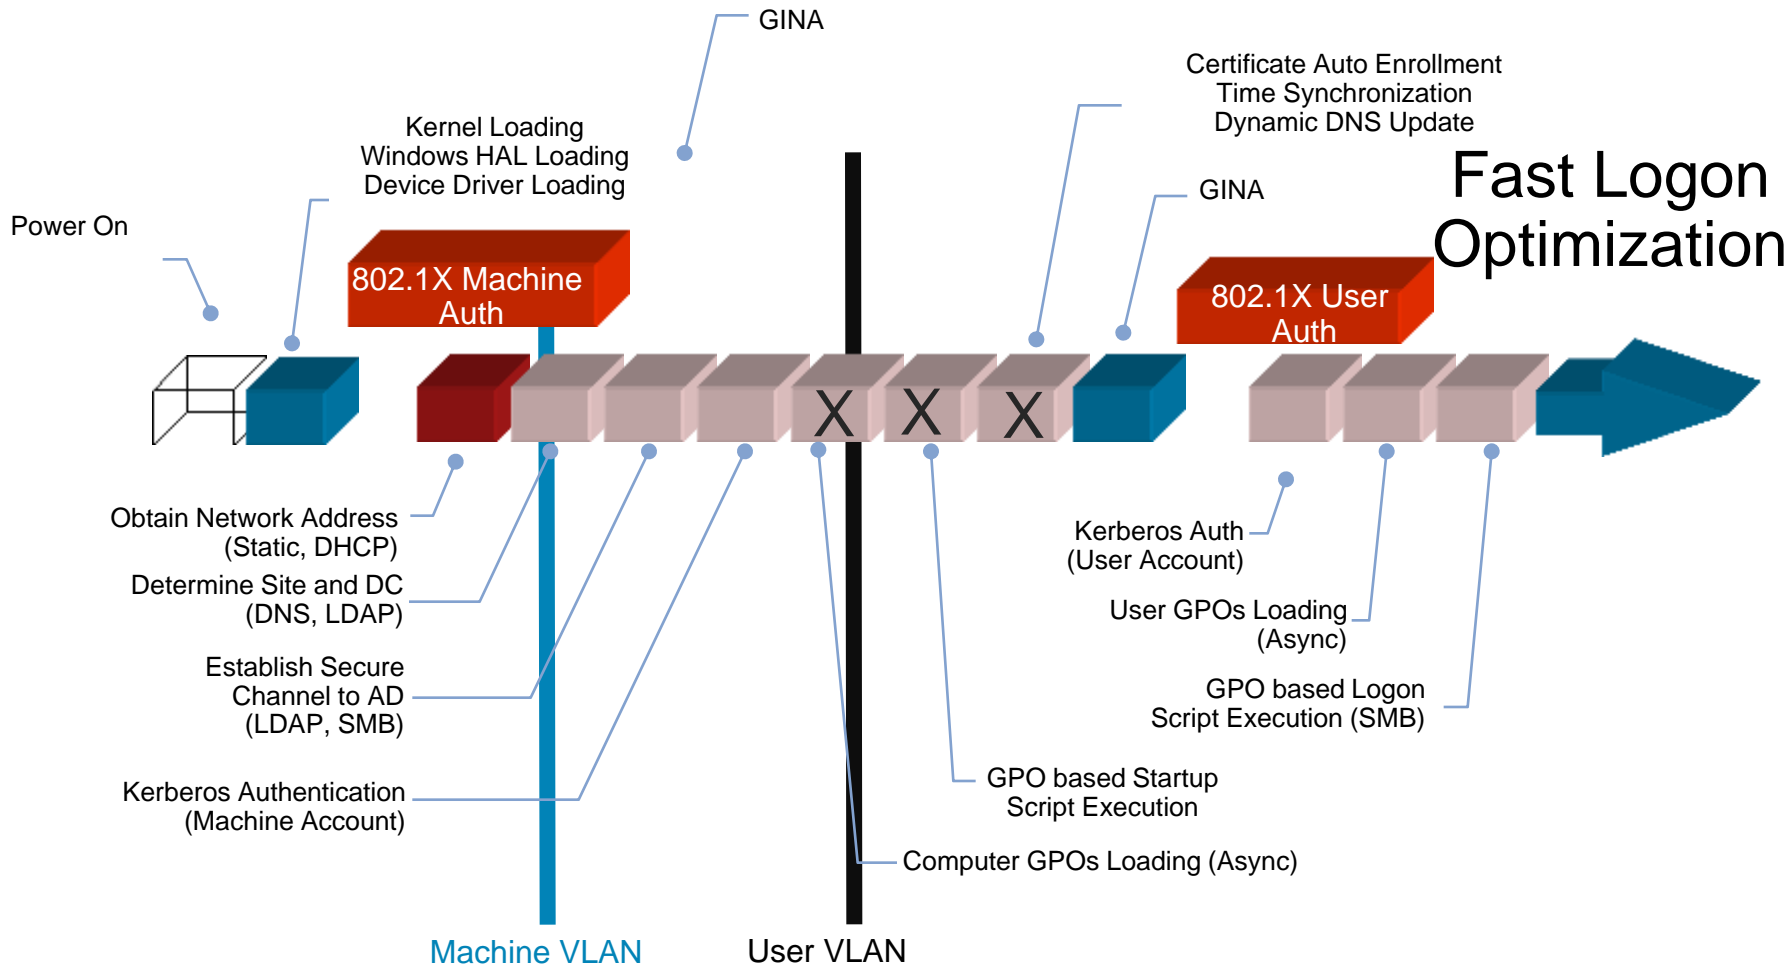 GINA
Certificate Auto Enrollment
Time Synchronization
Dynamic DNS Update
Kernel Loading
Windows HAL Loading
Device Driver Loading
Fast Logon
Optimization
GINA
Power On
802.1X Machine
Auth
802.1X User
Auth
X
X
X
Obtain Network Address
(Static, DHCP)
Determine Site and DC
(DNS, LDAP)
Establish Secure
Channel to AD
(LDAP, SMB)
Kerberos Authentication
(Machine Account)
Kerberos Auth
(User Account)
User GPOs Loading
(Async)
GPO based Logon
Script Execution (SMB)
GPO based Startup
Script Execution
Computer GPOs Loading (Async)
Machine VLAN
User VLAN